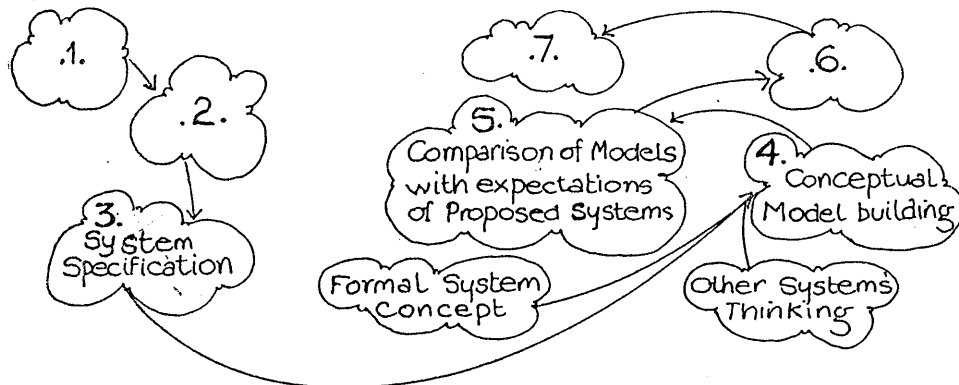 .1.
.2.
3.
System
Specification
.7.
.6.
5.
Comparison of Models
with expectations
of Proposed Systems
4.
Conceptual
Model building
Formal System
Concept
Other Systems
Thinking